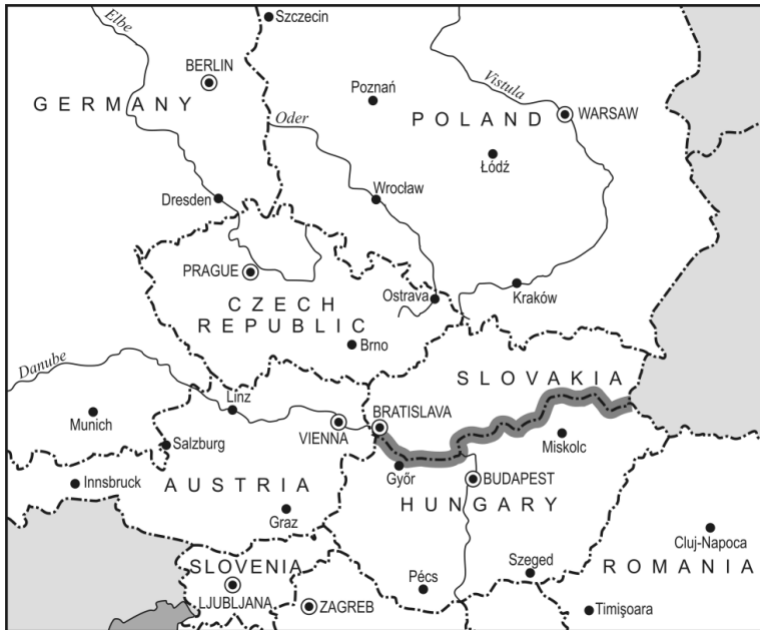 Elbe
Szczecin
BERLIN
GERMANY
Poznań
Vistula
WARSAW
Oder
POLAND
Łódź
Dresden
Wrocław
PRAGUE
CZECH
REPUBLIC
Ostrava
Kraków
Brno
Danube
SLOVAKIA
Linz
Munich
BRATISLAVA
VIENNA
Salzburg
Miskolc
Innsbruck
AUSTRIA
Győr
BUDAPEST
HUNGARY
Graz
Cluj-Napoca
SLOVENIA
Szeged
ROMANIA
LJUBLJANA
Pécs
ZAGREB
Timişoara